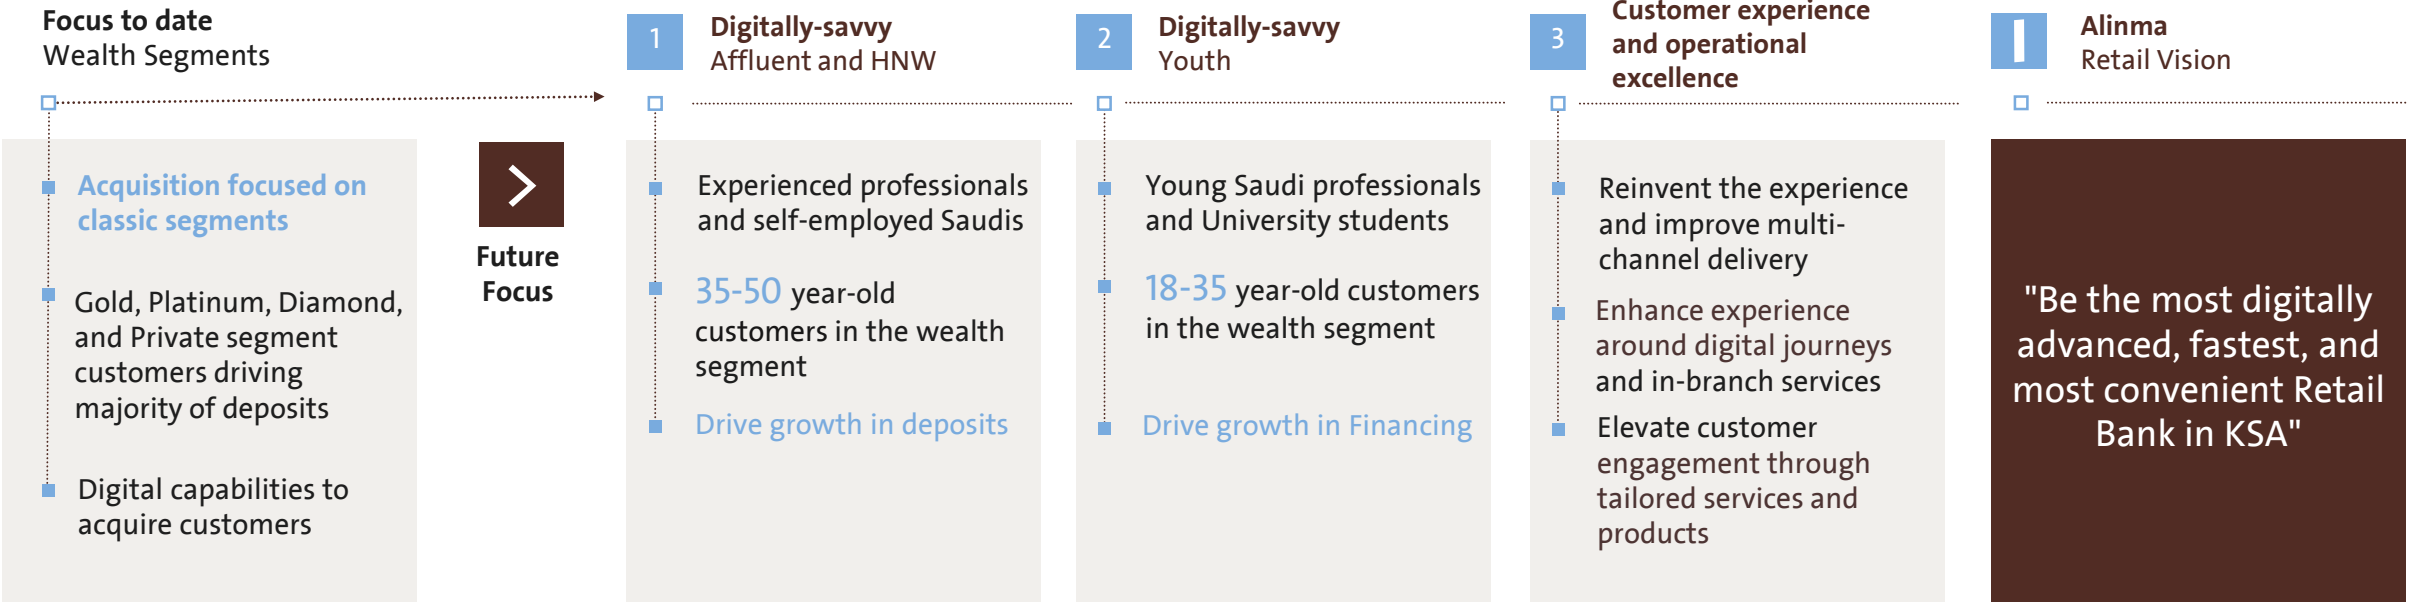 Focus to date
Wealth Segments
Acquisition focused on
classic segments
Gold, Platinum, Diamond,
and Private segment
customers driving
majority of deposits
Digital capabilities to
acquire customers
Future
Focus
1
Digitally-savvy
Affluent and HNW
Experienced professionals
and self-employed Saudis
35-50 year-old
customers in the wealth
segment
Drive growth in deposits
2
Digitally-savvy
Youth
Young Saudi professionals
and University students
18-35 year-old customers
in the wealth segment
Drive growth in Financing
3
Customer experience
and operational
excellence
Reinvent the experience
and improve multi-
channel delivery
Enhance experience
around digital journeys
and in-branch services
Elevate customer
engagement through
tailored services and
products
Alinma
Retail Vision
"Be the most digitally
advanced, fastest, and
most convenient Retail
Bank in KSA"